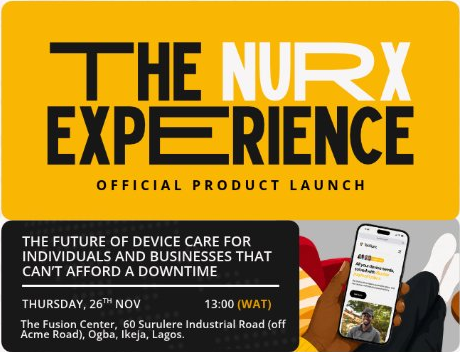 THE NURX
EXPERIENCE
OFFICIAL PRODUCT LAUNCH
THE FUTURE OF DEVICE CARE FOR
INDIVIDUALS AND BUSINESSES THAT
CAN'T AFFORD A DOWNTIME
THURSDAY, 26TH NOV 13:00 (WAT)
The Fusion Center, 60 Surulere Industrial Road (off
Acme Road), Ogba, Ikeja, Lagos.